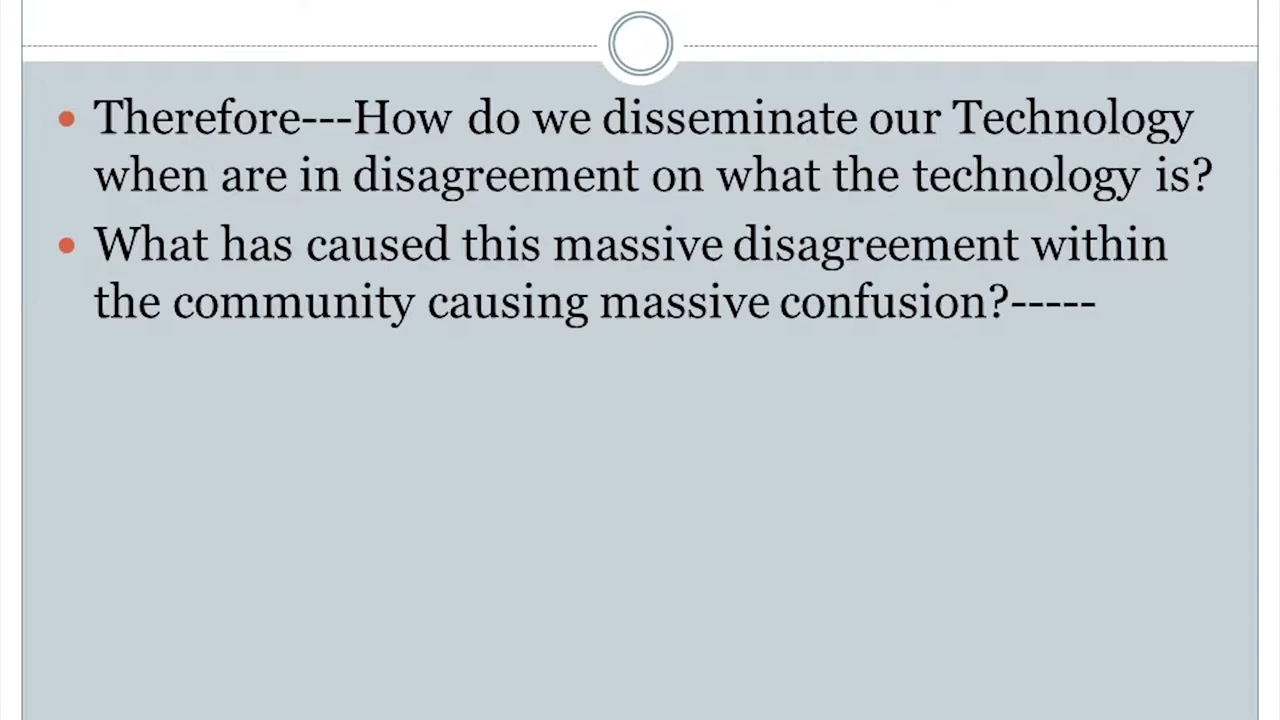 Therefore---How do we disseminate our Technology
when are in disagreement on what the technology is?
What has caused this massive disagreement within
the community causing massive confusion?-----